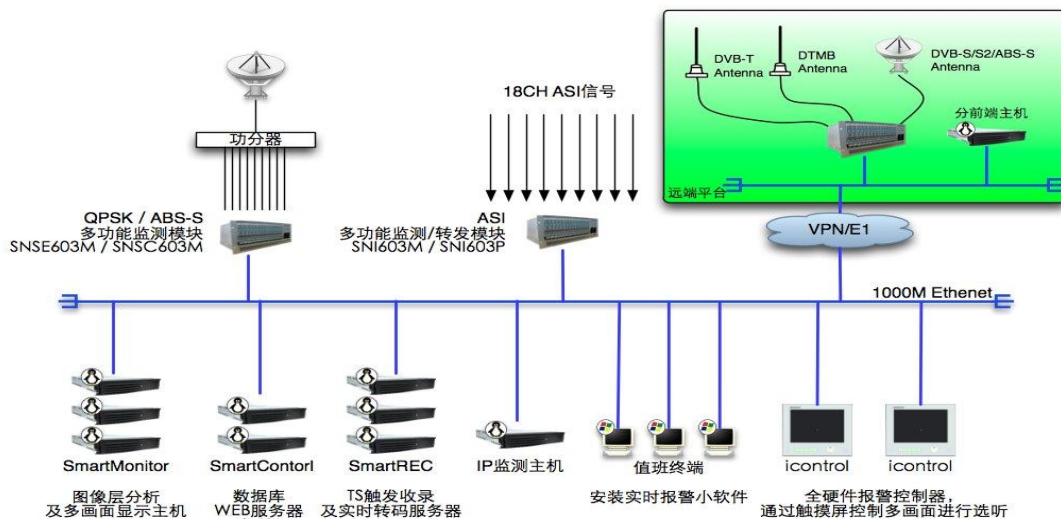 DVB-T
Antenna
DTMB
Antenna
DVB-S/S2/ABS-S
Antenna
分前端主机
远端平台
18CH ASI信号
功分器
QPSK / ABS-S
多功能监测模块
SNSE603M / SNSC603M
ASI
多功能监测/转发模块
SNI603M / SNI603P
VPN/E1
1000M Ethenet
SmartMonitor
图像层分析
及多画面显示主机
SmartContorl
数据库
WEB服务器
SmartREC
TS触发收录
及实时转码服务器
IP监测主机
值班终端
安装实时报警小软件
icontrol
icontrol
全硬件报警控制器，
通过触摸屏控制多画面进行选听